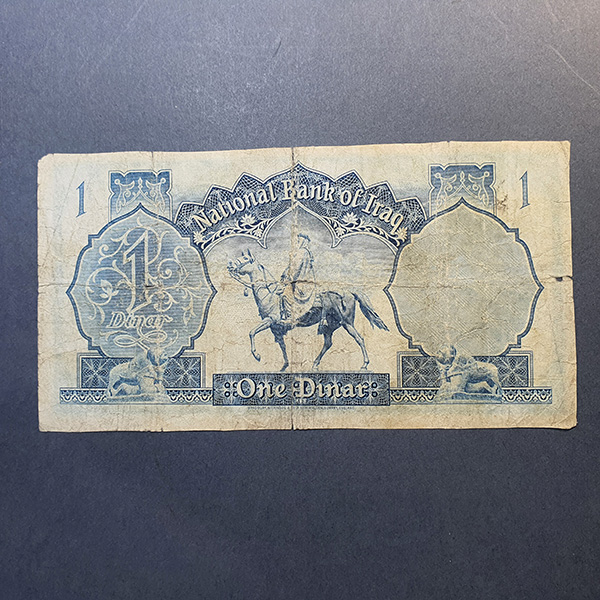 1
1
National Bank of Iraq
1
Dinar
One Dinar